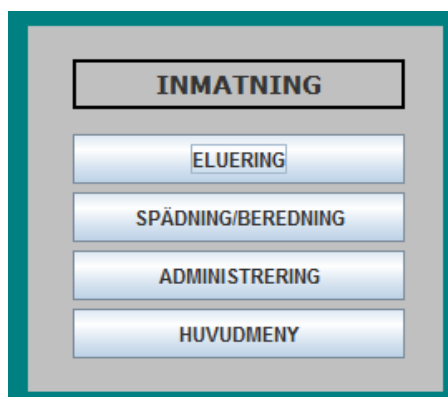 INMATNING
ELUERING
SPÄDNING/BEREDNING
ADMINISTRERING
HUVUDMENY